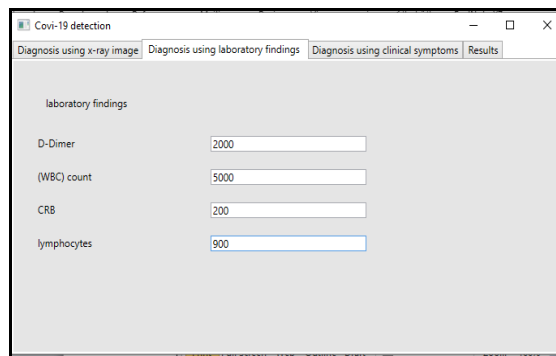 Covi-19 detection
Diagnosis using x-ray image Diagnosis using laboratory findings Diagnosis using clinical symptoms Results
laboratory findings
D-Dimer 2000
(WBC) count 5000
CRB 200
lymphocytes 900